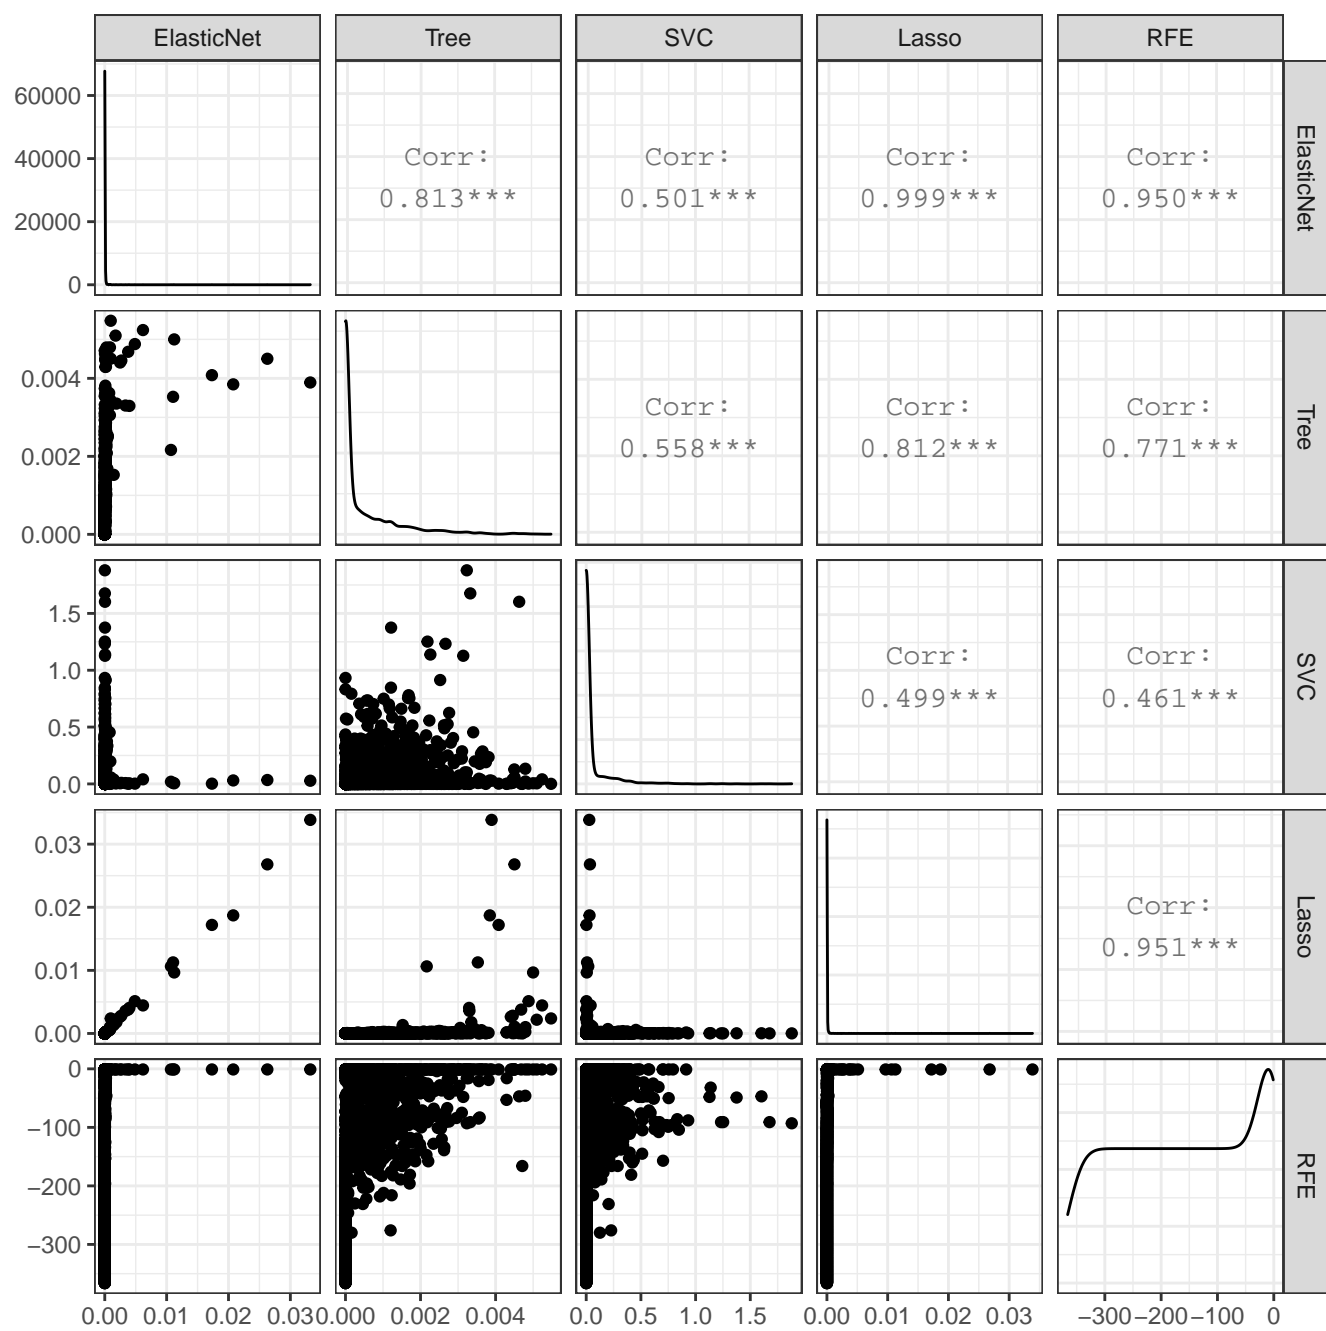 ElasticNet Tree SVC Lasso RFE
60000
40000
20000
0
Corr:
0.813***
Corr:
0.501***
Corr:
0.999***
Corr:
0.950***
ElasticNet
0.004
0.002
0.000
Corr:
0.558***
Corr:
0.812***
Corr:
0.771***
Tree
1.5
1.0
0.5
0.0
Corr:
0.499***
Corr:
0.461***
SVC
0.03
0.02
0.01
0.00
Corr:
0.951***
Lasso
0
−100
−200
−300
RFE
0.00 0.01 0.02 0.03 0.000 0.002 0.004 0.0 0.5 1.0 1.5 0.00 0.01 0.02 0.03 −300 −200 −100 0